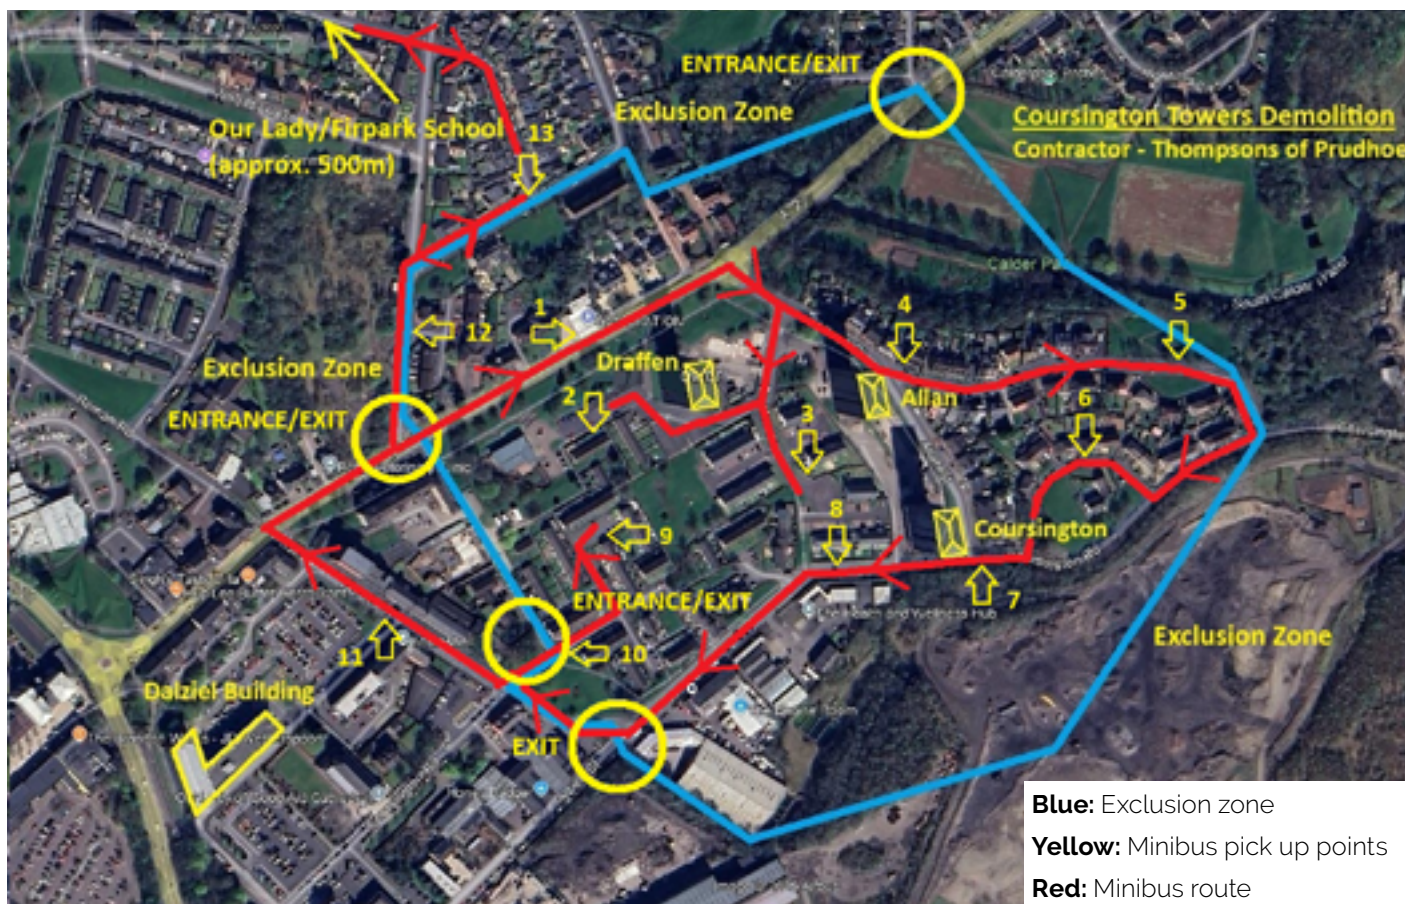 ENTRANCE/EXIT
Exclusion Zone
Coursington Towers Demolition
Contractor - Thompsons of Prudhoe
Our Lady/Firpark School
(approx. 500m)
13
1
12
4
5
Calder Pa
Draffen
Exclusion Zone
2
Allan
6
ENTRANCE/EXIT
3
8
9
Coursington
ENTRANCE/EXIT
7
10
11
Exclusion Zone
Dalziel Building
EXIT
Blue: Exclusion zone
Yellow: Minibus pick up points
Red: Minibus route